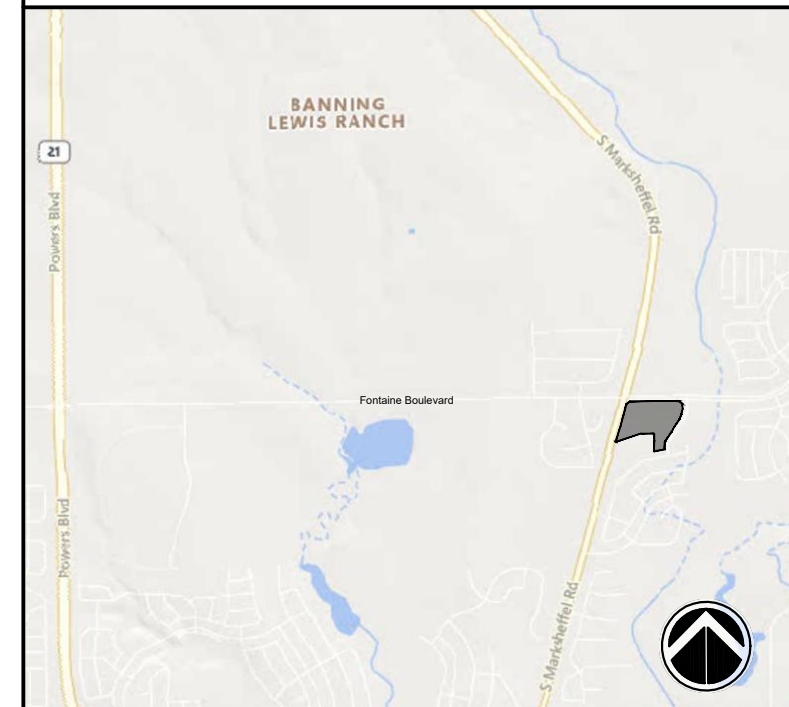 BANNING
LEWIS RANCH
21
S Marksheffel Rd
Powers Blvd
Fontaine Boulevard
Powers Blvd
S Marksheffel Rd